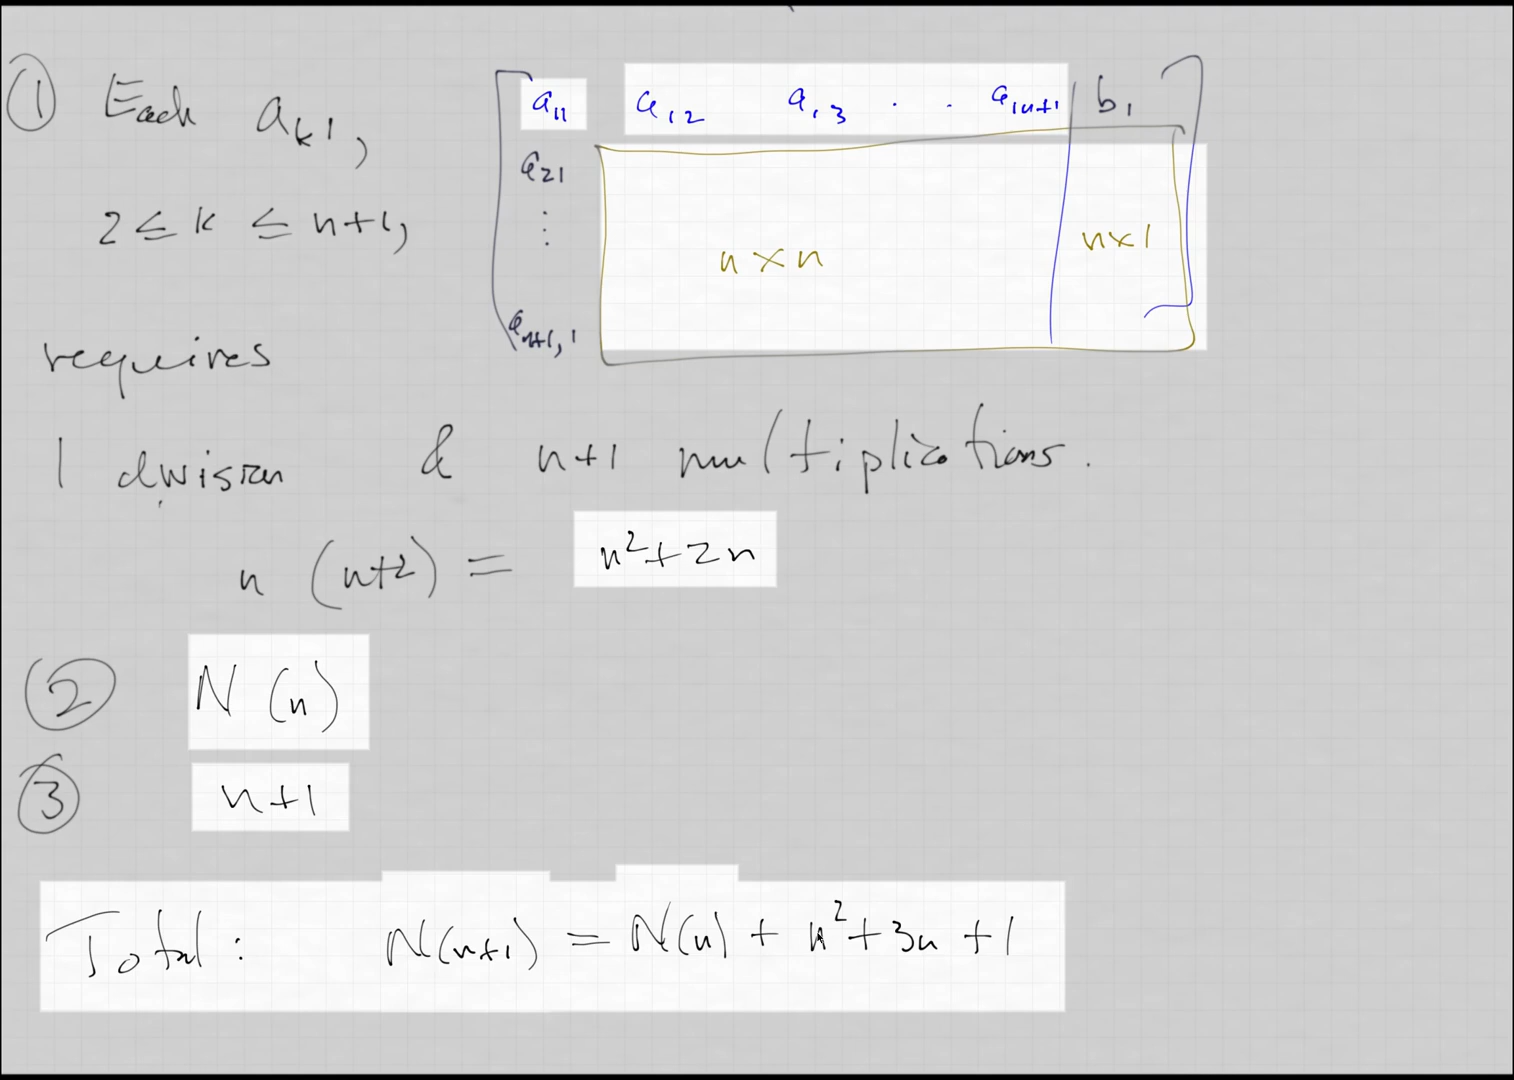 ① Each aₖ₁,
2 ≤ k ≤ n+1,
requires
a₁₁ a₁₂ a₁₃ . . a₁ₙ₊₁ b₁
a₂₁
⋮
aₙ₊₁,₁
n × n
n×1
1 division & n+1 multiplications.
n (n+2) = n²+2n
② N (n)
③ n+1
Total: N(n+1) = N(n) + n²+3n +1